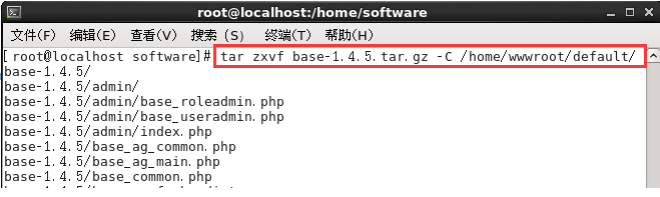 root@localhost:/home/software
文件(F) 编辑(E) 查看(V) 搜索 (S) 终端(T) 帮助(H)
[root@localhost software]# tar zxvf base-1.4.5.tar.gz -C /home/wwwroot/default/
base-1.4.5/
base-1.4.5/admin/
base-1.4.5/admin/base_roleadmin.php
base-1.4.5/admin/base_useradmin.php
base-1.4.5/admin/index.php
base-1.4.5/base_ag_common.php
base-1.4.5/base_ag_main.php
base-1.4.5/base_common.php